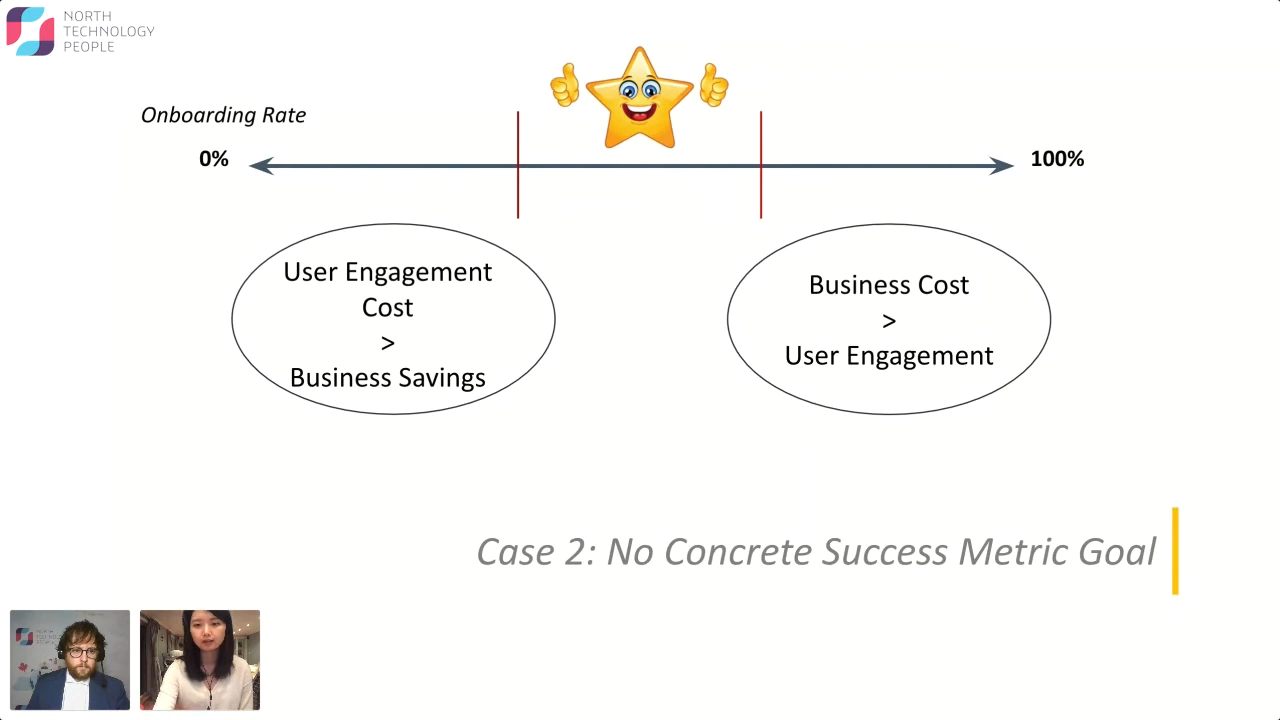 NORTH
TECHNOLOGY
PEOPLE
Onboarding Rate
0%
100%
User Engagement
Cost
>
Business Savings
Business Cost
>
User Engagement
Case 2: No Concrete Success Metric Goal